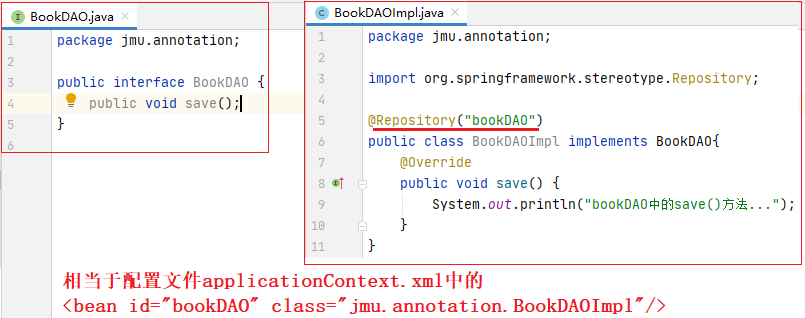 BookDAO.java
1 package jmu.annotation;
2
3 public interface BookDAO {
4 public void save();
5 }
6
BookDAOImpl.java
1 package jmu.annotation;
2
3 import org.springframework.stereotype.Repository;
4
5 @Repository("bookDAO")
6 public class BookDAOImpl implements BookDAO{
7 @Override
8 public void save() {
9 System.out.println("bookDAO中的save()方法...");
10 }
11 }
相当于配置文件applicationContext.xml中的
<bean id="bookDAO" class="jmu.annotation.BookDAOImpl"/>